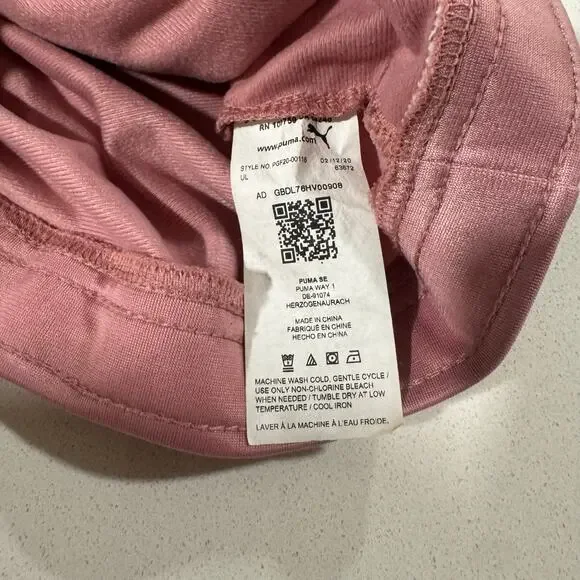 RN
www.puma.com
STYLE NO. PGF20-00116 02/12/20
UL 63672
AD GBDL76HV00908
PUMA SE
PUMA WAY 1
DE-91074
HERZOGENAURACH
MADE IN CHINA
FABRIQUÉ EN CHINE
HECHO EN CHINA
MACHINE WASH COLD, GENTLE CYCLE /
USE ONLY NON-CHLORINE BLEACH
WHEN NEEDED / TUMBLE DRY AT LOW
TEMPERATURE / COOL IRON
LAVER À LA MACHINE À L'EAU FROIDE,